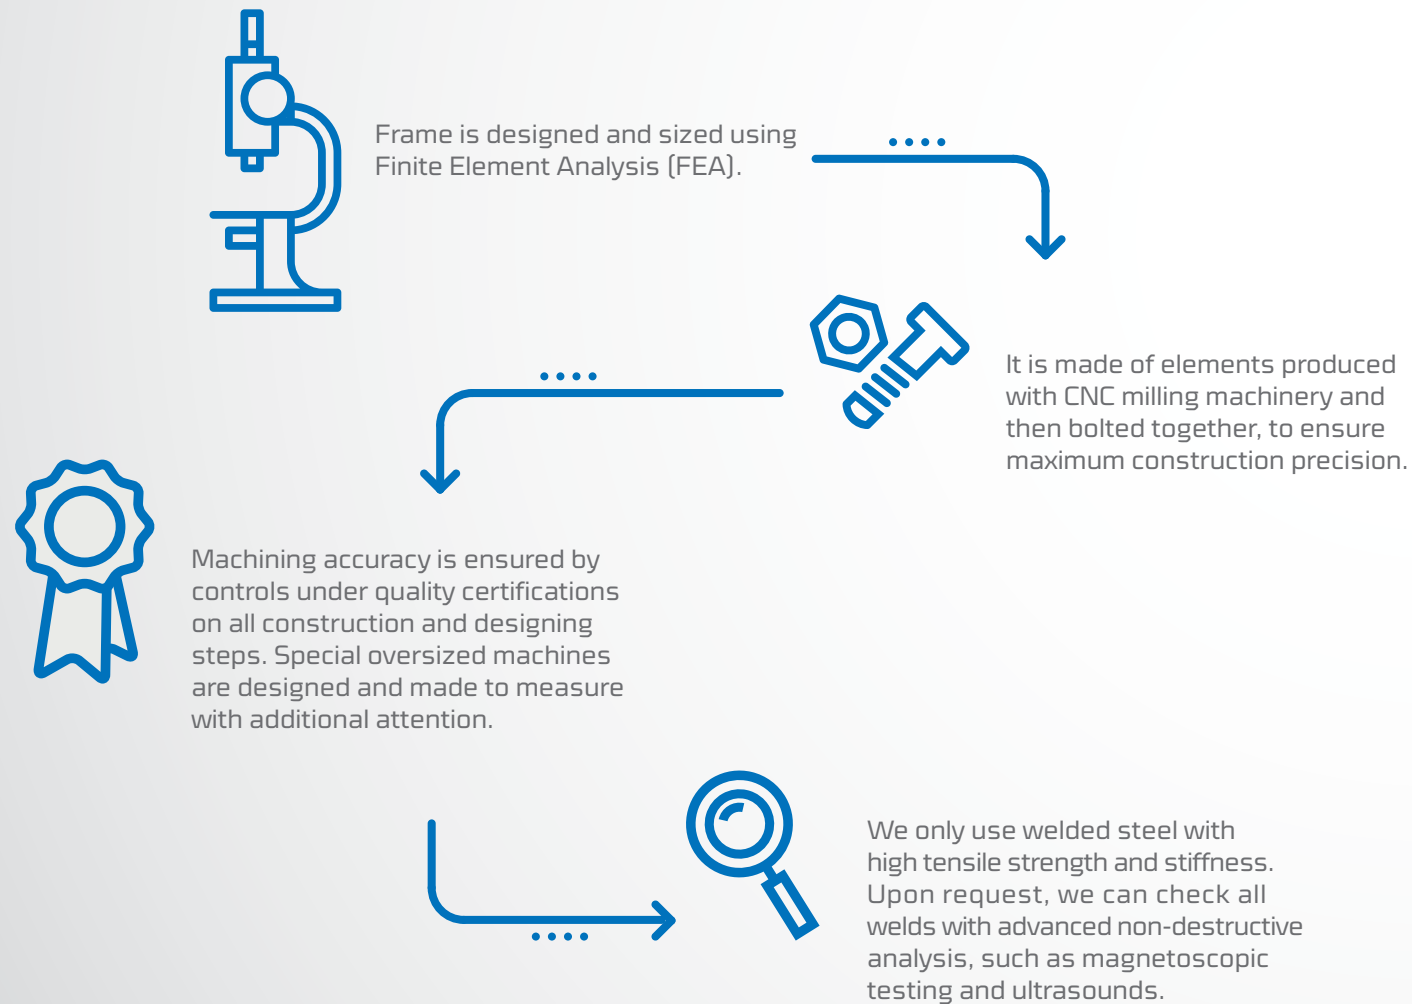 Frame is designed and sized using
Finite Element Analysis (FEA).
It is made of elements produced
with CNC milling machinery and
then bolted together, to ensure
maximum construction precision.
Machining accuracy is ensured by
controls under quality certifications
on all construction and designing
steps. Special oversized machines
are designed and made to measure
with additional attention.
We only use welded steel with
high tensile strength and stiffness.
Upon request, we can check all
welds with advanced non-destructive
analysis, such as magnetoscopic
testing and ultrasounds.